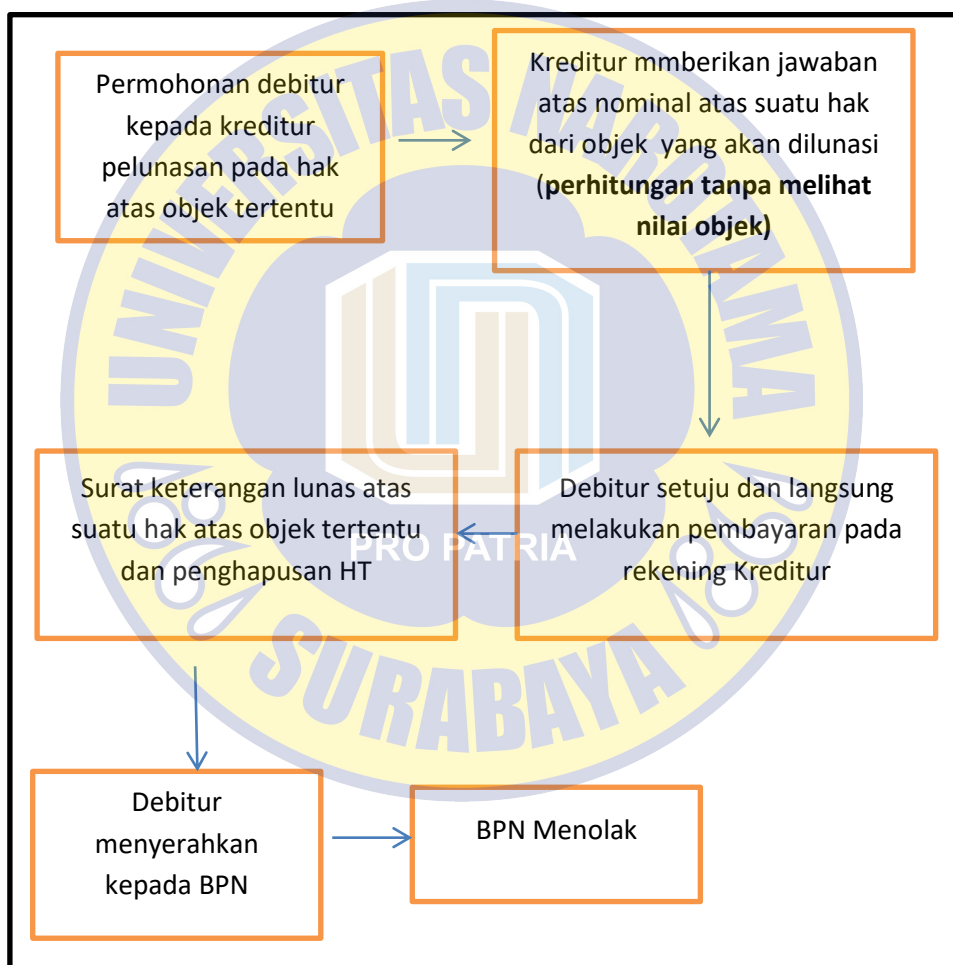 Permohonan debitur
kepada kreditur
pelunasan pada hak
atas objek tertentu
Kreditur mmberikan jawaban
atas nominal atas suatu hak
dari objek yang akan dilunasi
(perhitungan tanpa melihat
nilai objek)
Surat keterangan lunas atas
suatu hak atas objek tertentu
dan penghapusan HT
Debitur setuju dan langsung
melakukan pembayaran pada
rekening Kreditur
Debitur
menyerahkan
kepada BPN
BPN Menolak
UNIVERSITAS NAROTAMA
PRO PATRIA
SURABAYA